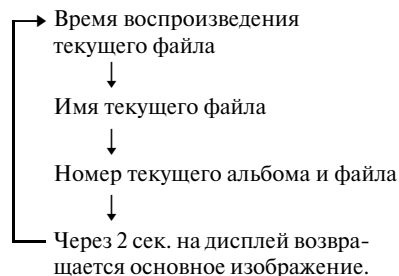 Время воспроизведения
текущего файла
Имя текущего файла
Номер текущего альбома и файла
Через 2 сек. на дисплей возвра-
щается основное изображение.